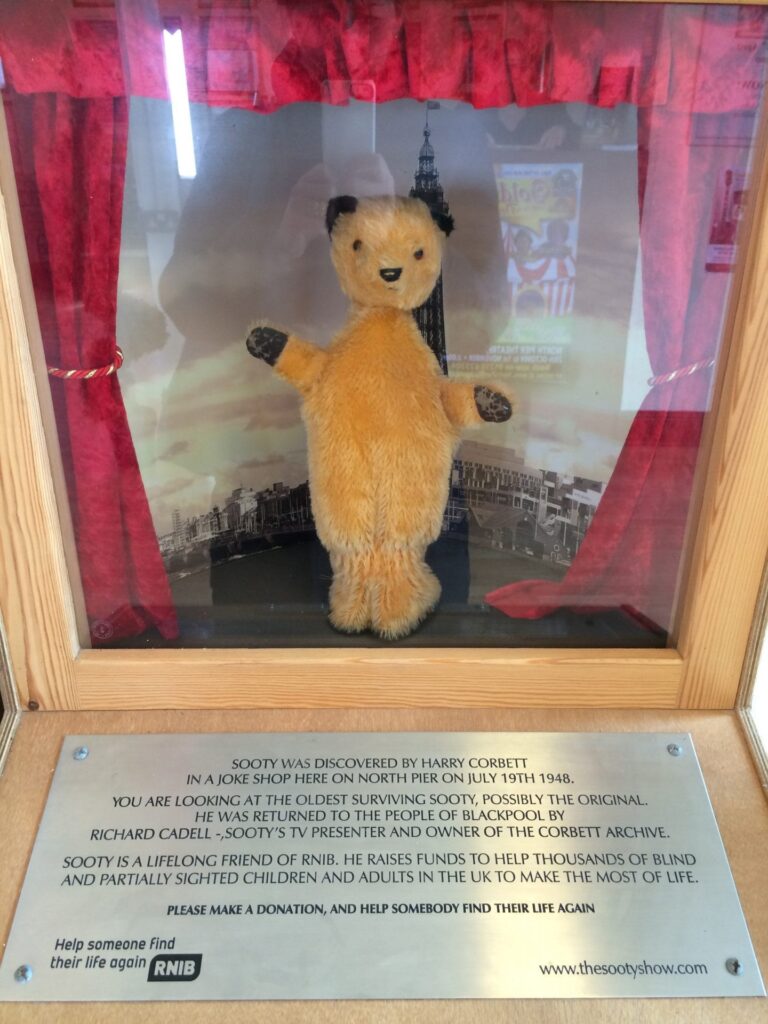 SOOTY WAS DISCOVERED BY HARRY CORBETT
IN A JOKE SHOP HERE ON NORTH PIER ON JULY 19TH 1948.
YOU ARE LOOKING AT THE OLDEST SURVIVING SOOTY, POSSIBLY THE ORIGINAL.
HE WAS RETURNED TO THE PEOPLE OF BLACKPOOL BY
RICHARD CADELL -,SOOTY'S TV PRESENTER AND OWNER OF THE CORBETT ARCHIVE.
SOOTY IS A LIFELONG FRIEND OF RNIB. HE RAISES FUNDS TO HELP THOUSANDS OF BLIND
AND PARTIALLY SIGHTED CHILDREN AND ADULTS IN THE UK TO MAKE THE MOST OF LIFE.
PLEASE MAKE A DONATION, AND HELP SOMEBODY FIND THEIR LIFE AGAIN
Help someone find
their life again RNIB
www.thesootyshow.com